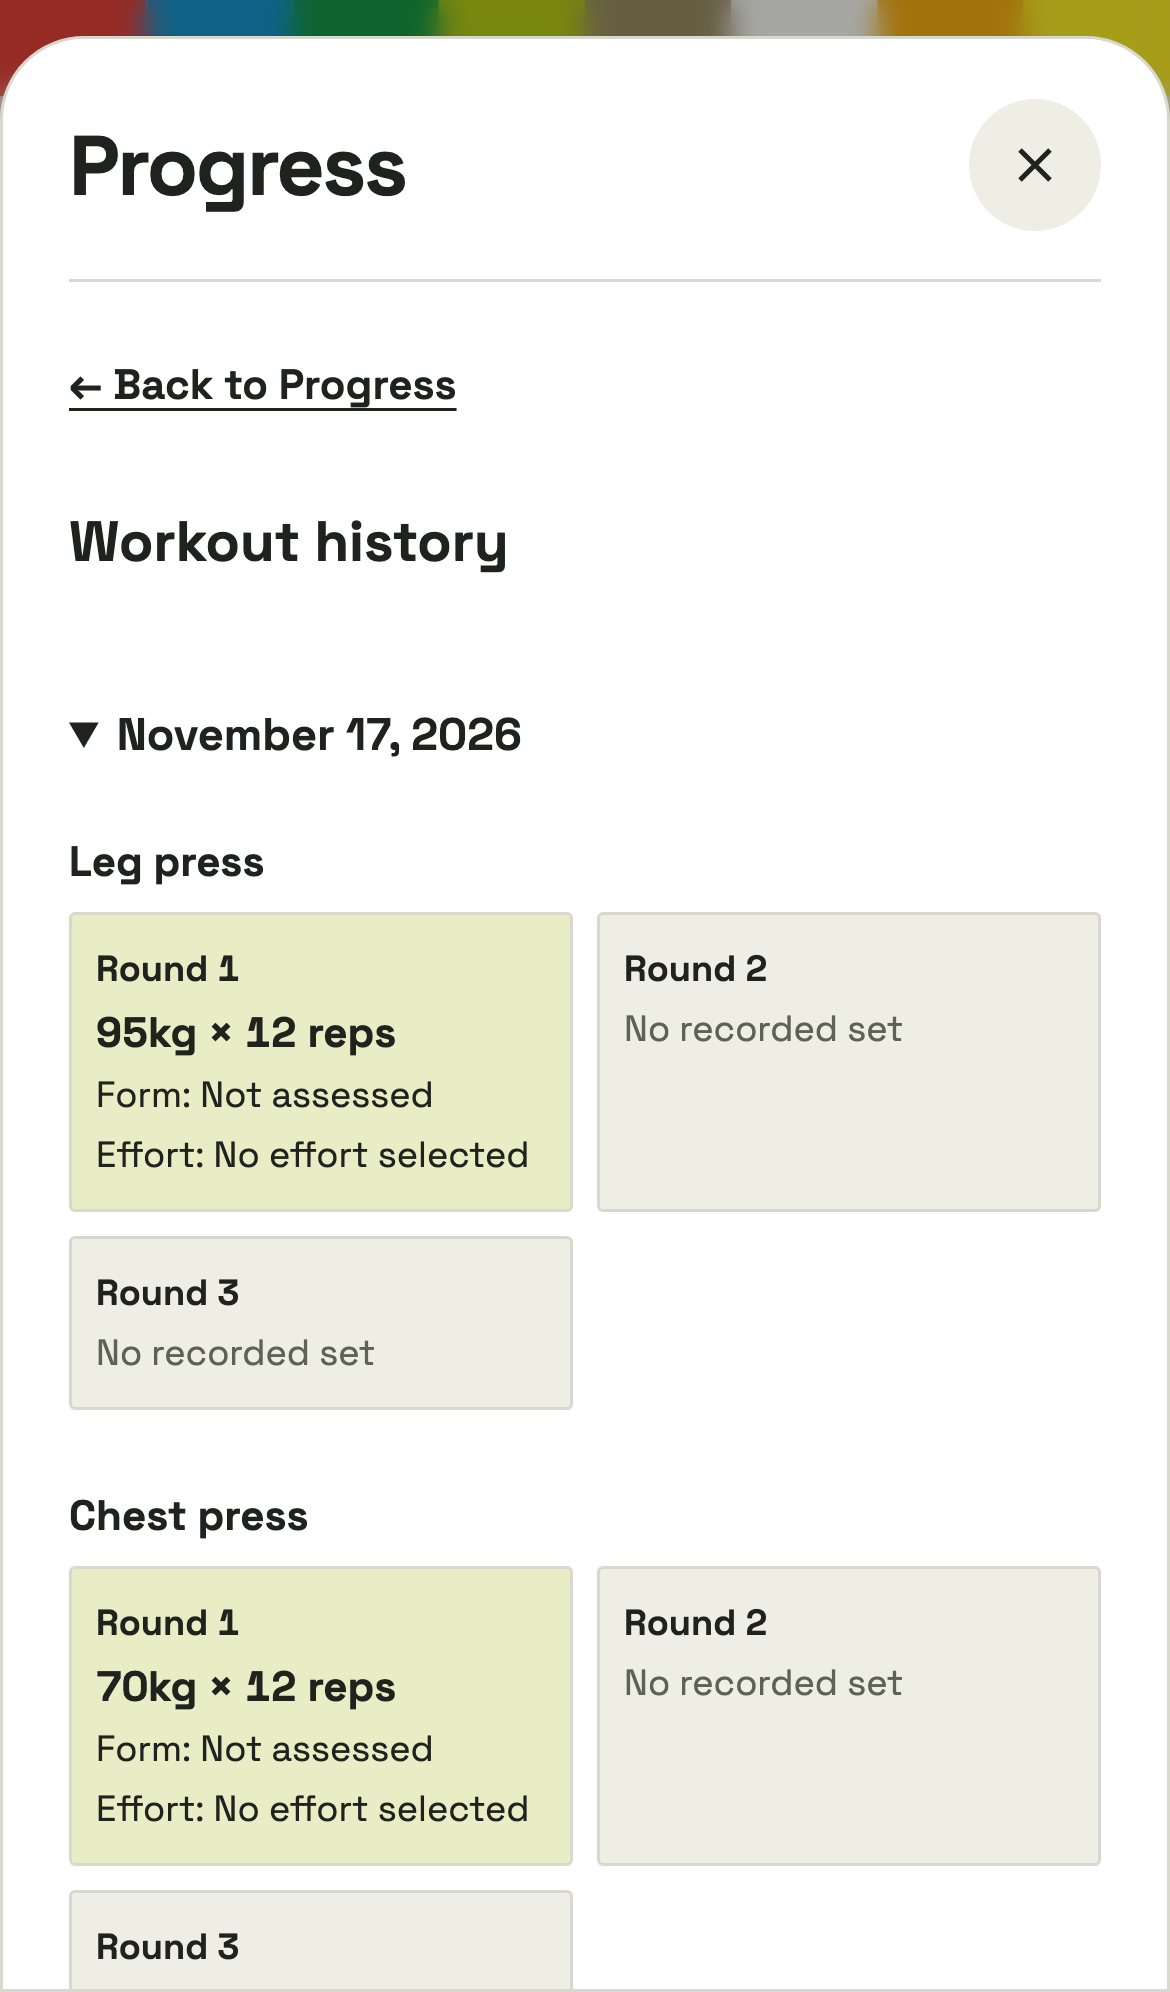 Progress
← Back to Progress
Workout history
▼ November 17, 2026
Leg press
Round 1
95kg × 12 reps
Form: Not assessed
Effort: No effort selected
Round 2
No recorded set
Round 3
No recorded set
Chest press
Round 1
70kg × 12 reps
Form: Not assessed
Effort: No effort selected
Round 2
No recorded set
Round 3